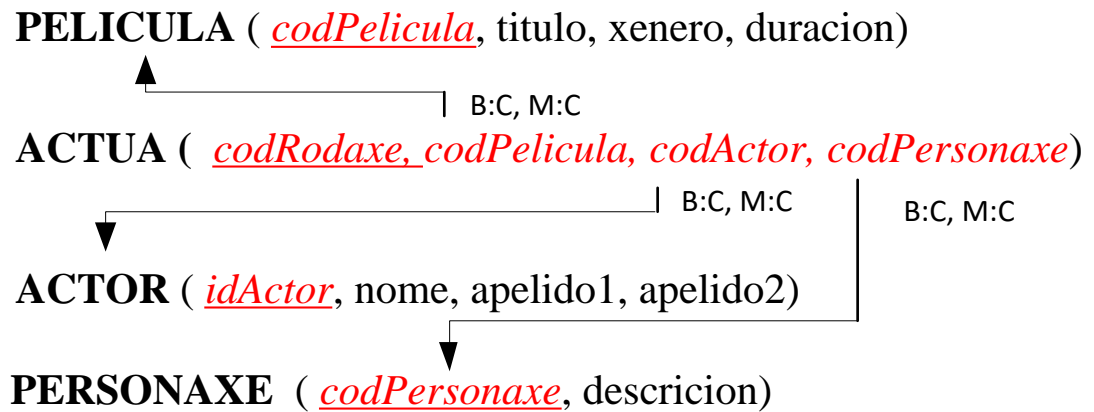 PELICULA ( codPelicula, titulo, xenero, duracion)
B:C, M:C
ACTUA ( codRodaxe, codPelicula, codActor, codPersonaxe)
B:C, M:C
B:C, M:C
ACTOR ( idActor, nome, apelido1, apelido2)
PERSONAXE ( codPersonaxe, descricion)